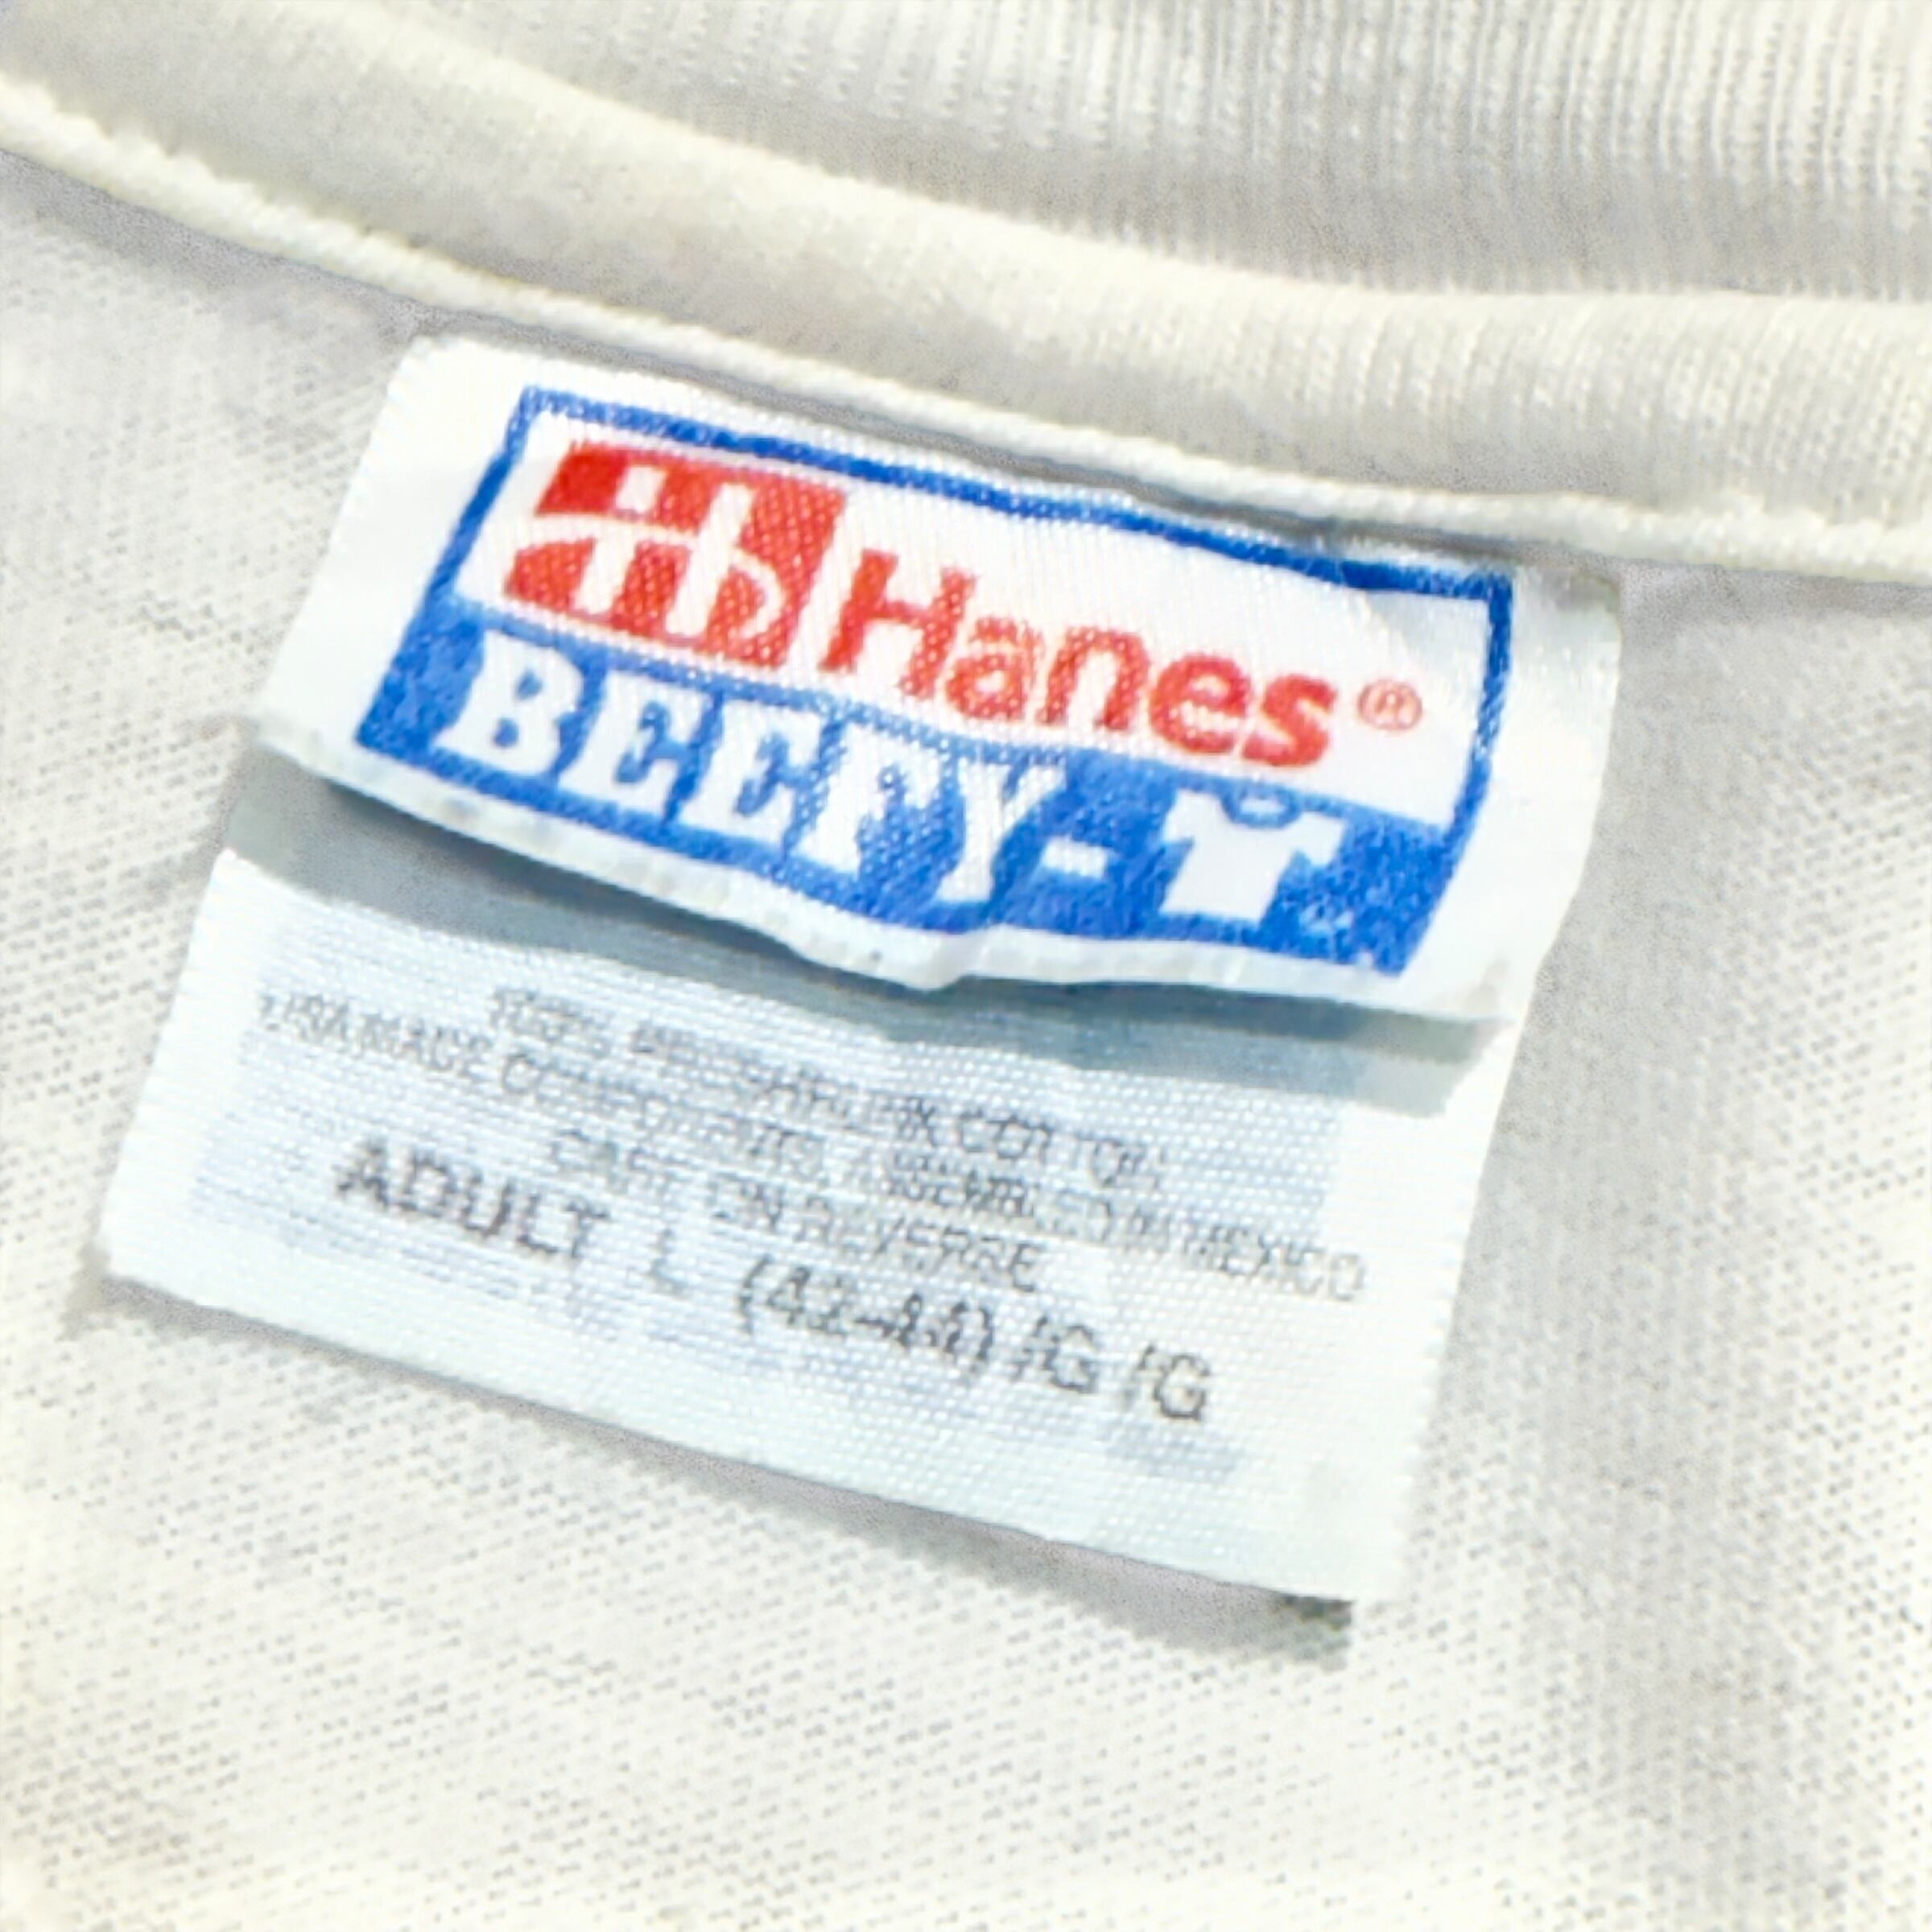 Hanes®
BEEFY-T
100% PRESHRUNK COTTON
USA MADE COMPONENTS, ASSEMBLED IN MEXICO
CARE ON REVERSE
ADULT L (42-44) /G /G